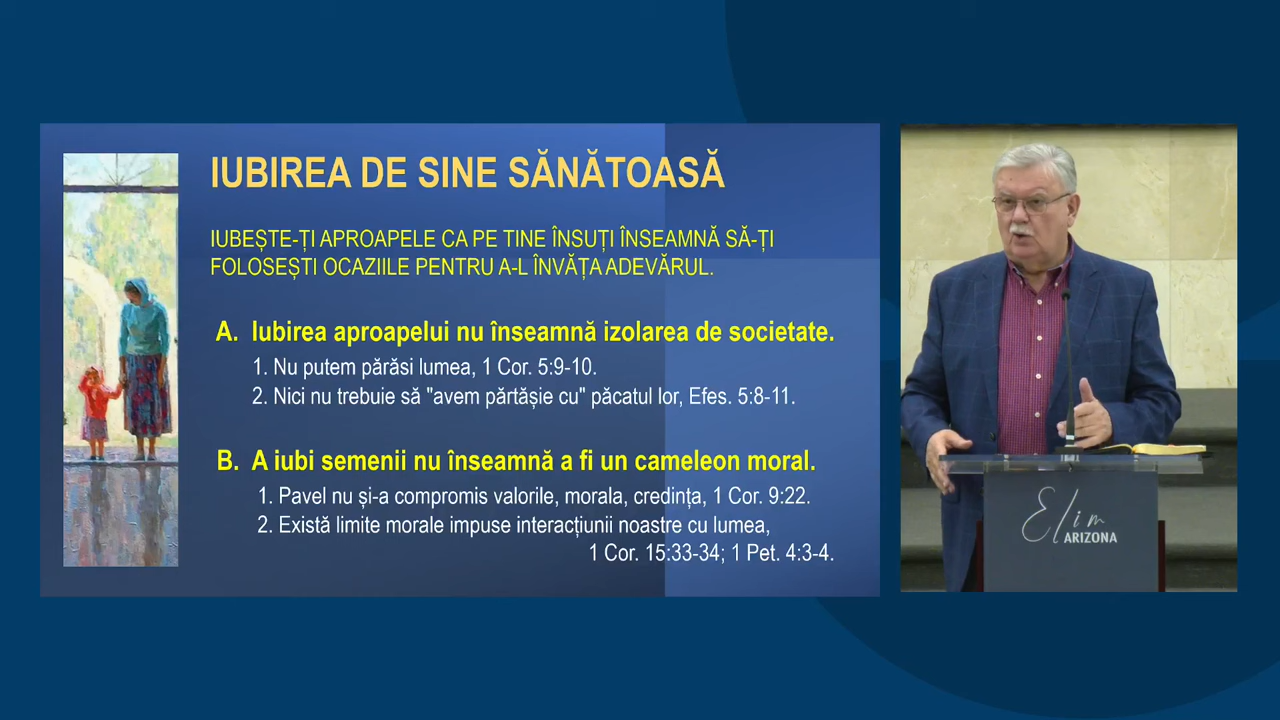 IUBIREA DE SINE SĂNĂTOASĂ
IUBEȘTE-ȚI APROAPELE CA PE TINE ÎNSUȚI ÎNSEAMNĂ SĂ-ȚI
FOLOSEȘTI OCAZIILE PENTRU A-L ÎNVĂȚA ADEVĂRUL.
A. Iubirea aproapelui nu înseamnă izolarea de societate.
1. Nu putem părăsi lumea, 1 Cor. 5:9-10.
2. Nici nu trebuie să "avem părtășie cu" păcatul lor, Efes. 5:8-11.
B. A iubi semenii nu înseamnă a fi un cameleon moral.
1. Pavel nu și-a compromis valorile, morala, credința, 1 Cor. 9:22.
2. Există limite morale impuse interacțiunii noastre cu lumea,
1 Cor. 15:33-34; 1 Pet. 4:3-4.
Elim
ARIZONA